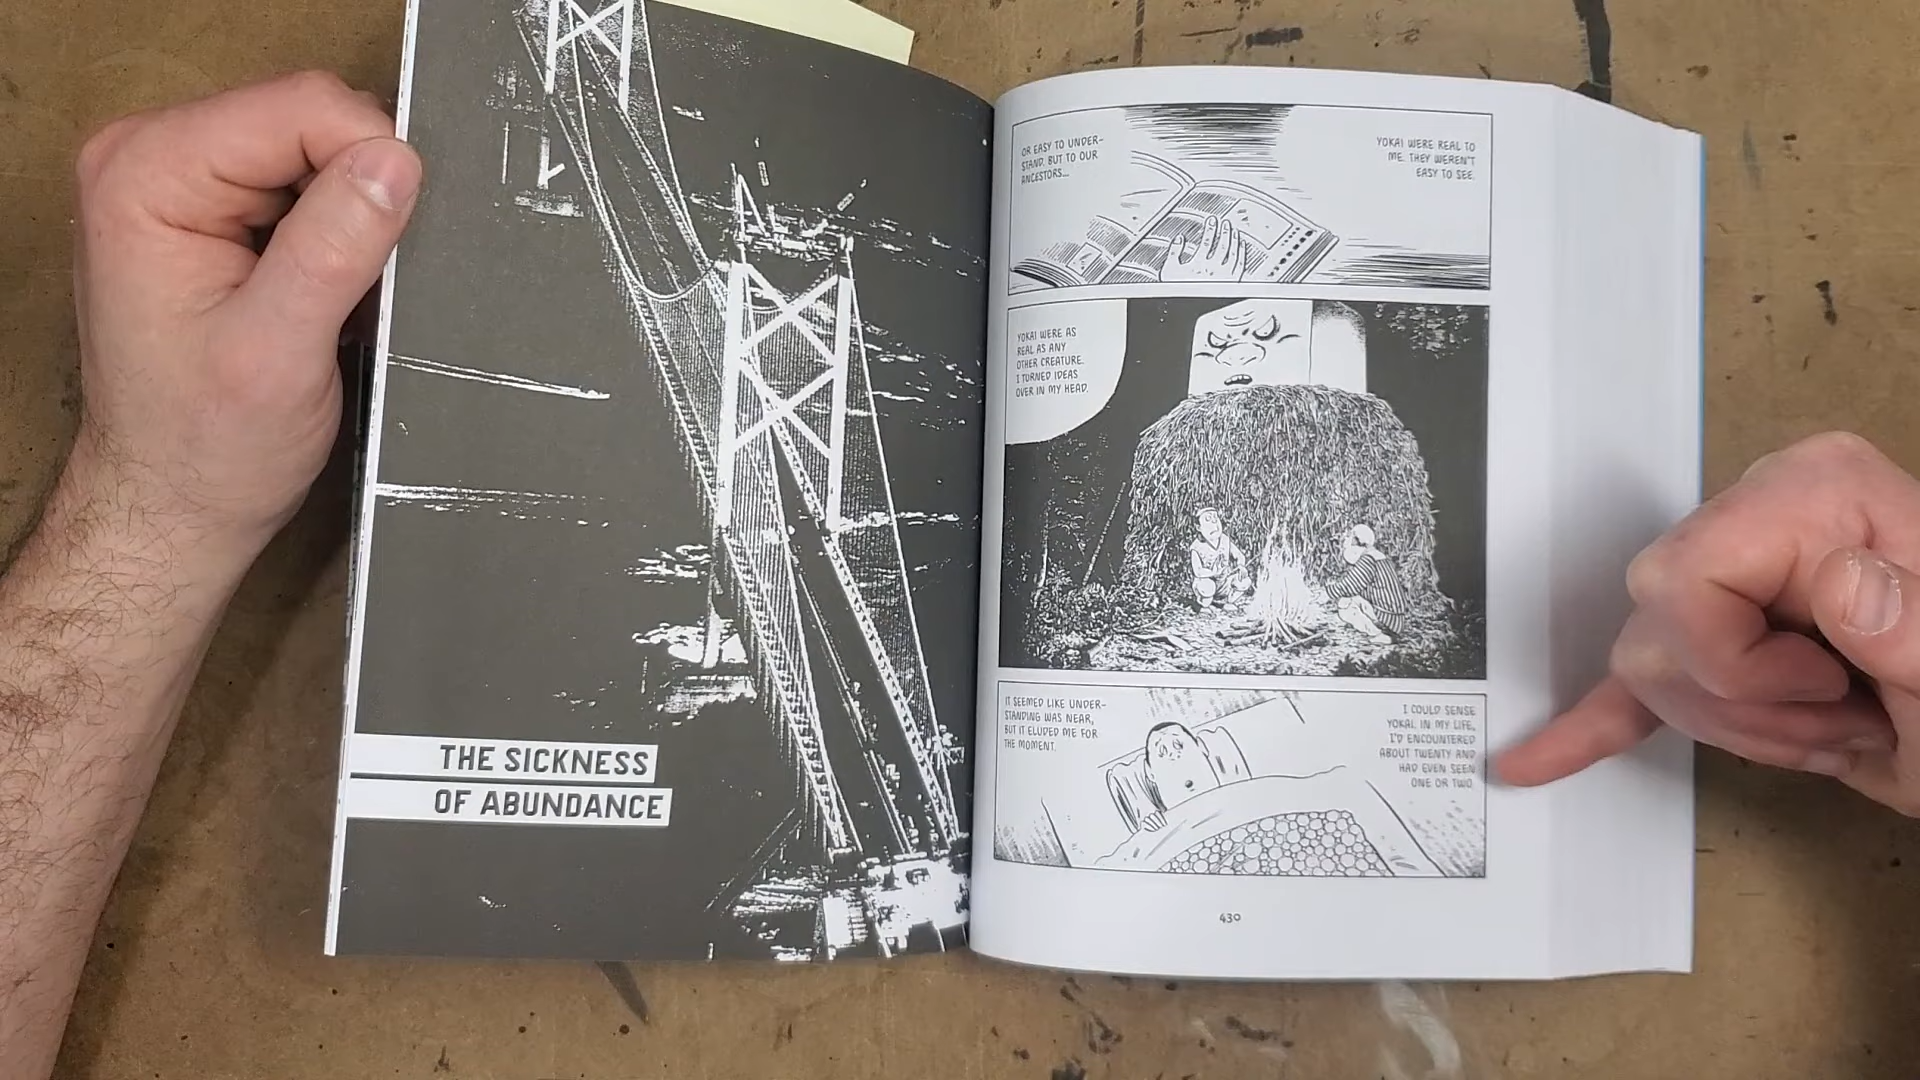 YOKAI WERE REAL TO
ME. THEY WEREN'T
EASY TO SEE.
OR EASY TO UNDER-
STAND. BUT TO OUR
ANCESTORS...
YOKAI WERE AS
REAL AS ANY
OTHER CREATURE.
I TURNED IDEAS
OVER IN MY HEAD.
I COULD SENSE
YOKAI IN MY LIFE.
I'D ENCOUNTERED
ABOUT TWENTY AND
HAD EVEN SEEN
ONE OR TWO.
IT SEEMED LIKE UNDER-
STANDING WAS NEAR,
BUT IT ELUDED ME FOR
THE MOMENT.
430
THE SICKNESS
OF ABUNDANCE